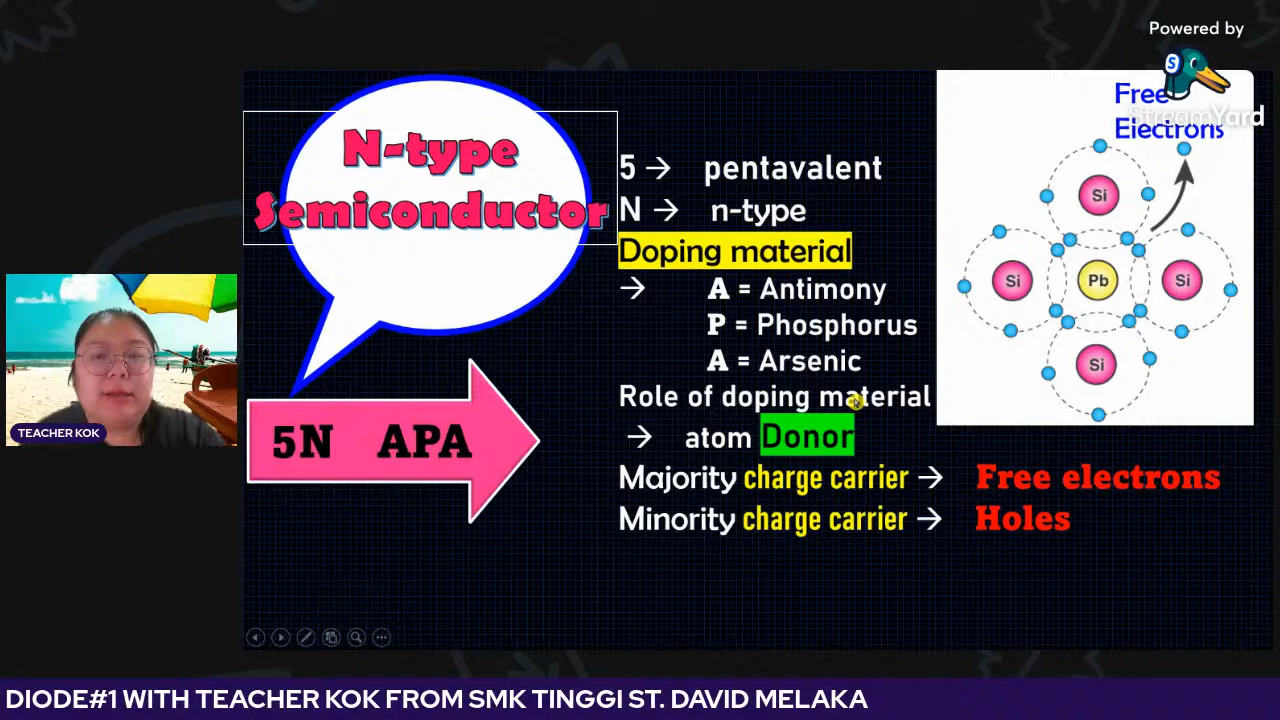 Powered by
S
StreamYard
Free
Electrons
N-type
Semiconductor
5 → pentavalent
N → n-type
Doping material
→ A = Antimony
P = Phosphorus
A = Arsenic
Role of doping material
→ atom Donor
Majority charge carrier → Free electrons
Minority charge carrier → Holes
5N APA
Si
Si Pb Si
Si
TEACHER KOK
DIODE#1 WITH TEACHER KOK FROM SMK TINGGI ST. DAVID MELAKA